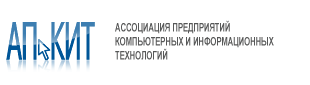 АП КИТ
АССОЦИАЦИЯ ПРЕДПРИЯТИЙ
КОМПЬЮТЕРНЫХ И ИНФОРМАЦИОННЫХ
ТЕХНОЛОГИЙ